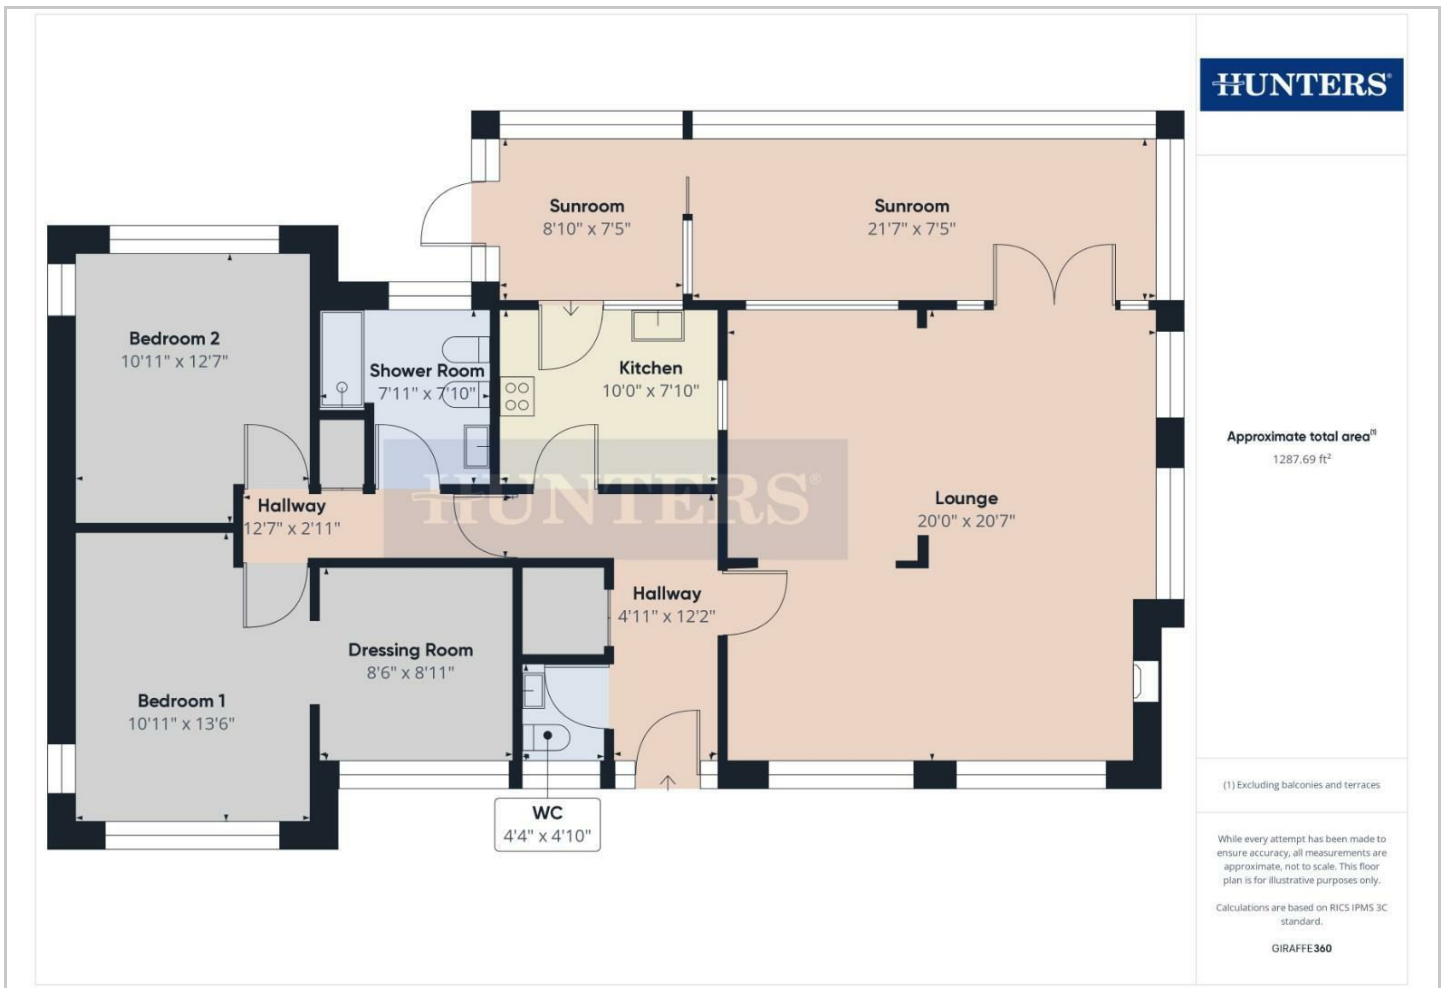 HUNTERS®
Sunroom
8'10" x 7'5"
Sunroom
21'7" x 7'5"
Bedroom 2
10'11" x 12'7"
Shower Room
7'11" x 7'10"
Kitchen
10'0" x 7'10"
HUNTERS®
Hallway
12'7" x 2'11"
Lounge
20'0" x 20'7"
Hallway
4'11" x 12'2"
Dressing Room
8'6" x 8'11"
Bedroom 1
10'11" x 13'6"
WC
4'4" x 4'10"
Approximate total area(1)
1287.69 ft²
(1) Excluding balconies and terraces
While every attempt has been made to
ensure accuracy, all measurements are
approximate, not to scale. This floor
plan is for illustrative purposes only.
Calculations are based on RICS IPMS 3C
standard.
GIRAFFE360